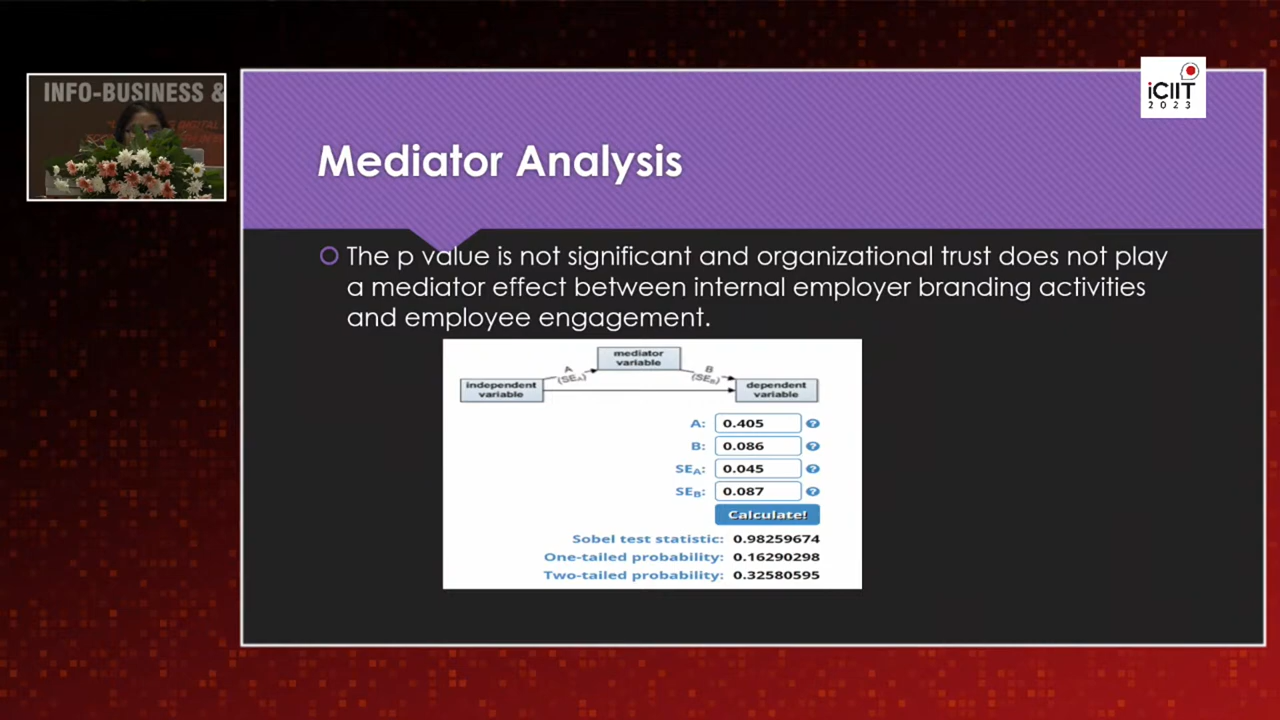 INFO-BUSINESS &
iCIIT
2023
Mediator Analysis
The p value is not significant and organizational trust does not play
a mediator effect between internal employer branding activities
and employee engagement.
mediator
variable
A
(SEA)
B
(SEB)
independent
variable
dependent
variable
A: 0.405
B: 0.086
SEA: 0.045
SEB: 0.087
Calculate!
Sobel test statistic: 0.98259674
One-tailed probability: 0.16290298
Two-tailed probability: 0.32580595